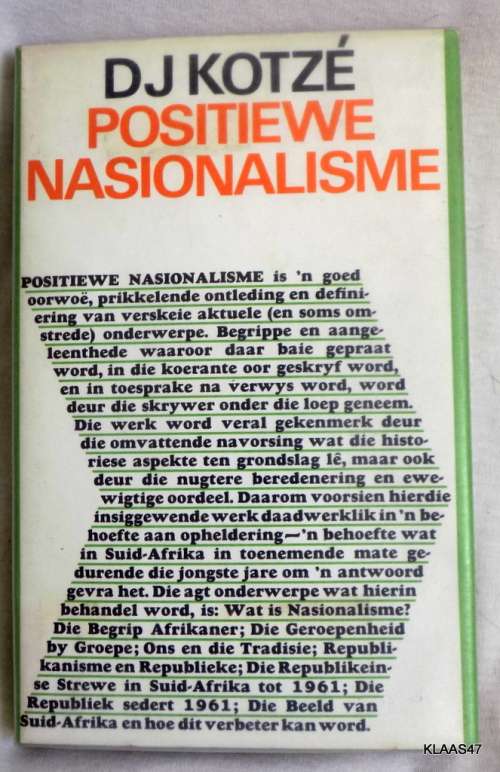 DJ KOTZÉ
POSITIEWE
NASIONALISME
POSITIEWE NASIONALISME is 'n goed
oorwoë, prikkelende ontleding en defini-
ering van verskeie aktuele (en soms om-
strede) onderwerpe. Begrippe en aange-
leenthede waaroor daar baie gepraat
word, in die koerante oor geskryf word,
en in toesprake na verwys word, word
deur die skrywer onder die loep geneem.
Die werk word veral gekenmerk deur
die omvattende navorsing wat die histo-
riese aspekte ten grondslag lê, maar ook
deur die nugtere beredenering en ewe-
wigtige oordeel. Daarom voorsien hierdie
insiggewende werk daadwerklik in 'n be-
hoefte aan opheldering—'n behoefte wat
in Suid-Afrika in toenemende mate ge-
durende die jongste jare om 'n antwoord
gevra het. Die agt onderwerpe wat hierin
behandel word, is: Wat is Nasionalisme?
Die Begrip Afrikaner; Die Geroepenheid
by Groepe; Ons en die Tradisie; Republi-
kanisme en Republieke; Die Republikein-
se Strewe in Suid-Afrika tot 1961; Die
Republiek sedert 1961; Die Beeld van
Suid-Afrika en hoe dit verbeter kan word.
KLAAS47